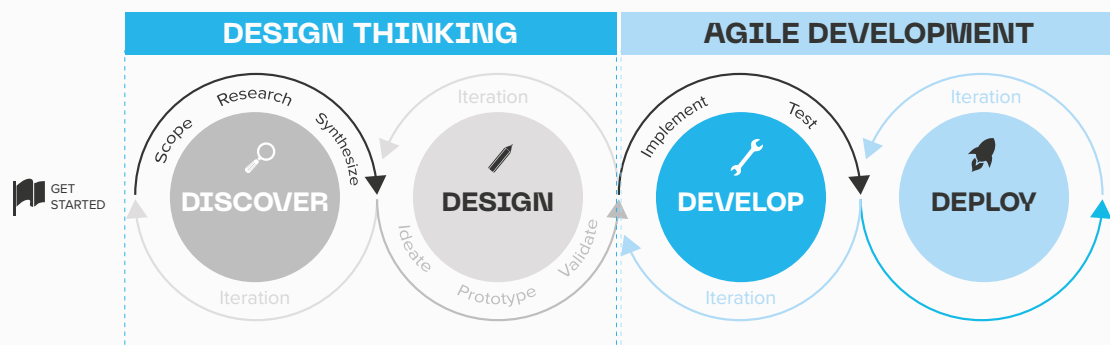 DESIGN THINKING
AGILE DEVELOPMENT
GET
STARTED
Scope
Research
Synthesize
DISCOVER
Iteration
Iteration
DESIGN
Ideate
Prototype
Validate
Implement
Test
DEVELOP
Iteration
Iteration
DEPLOY